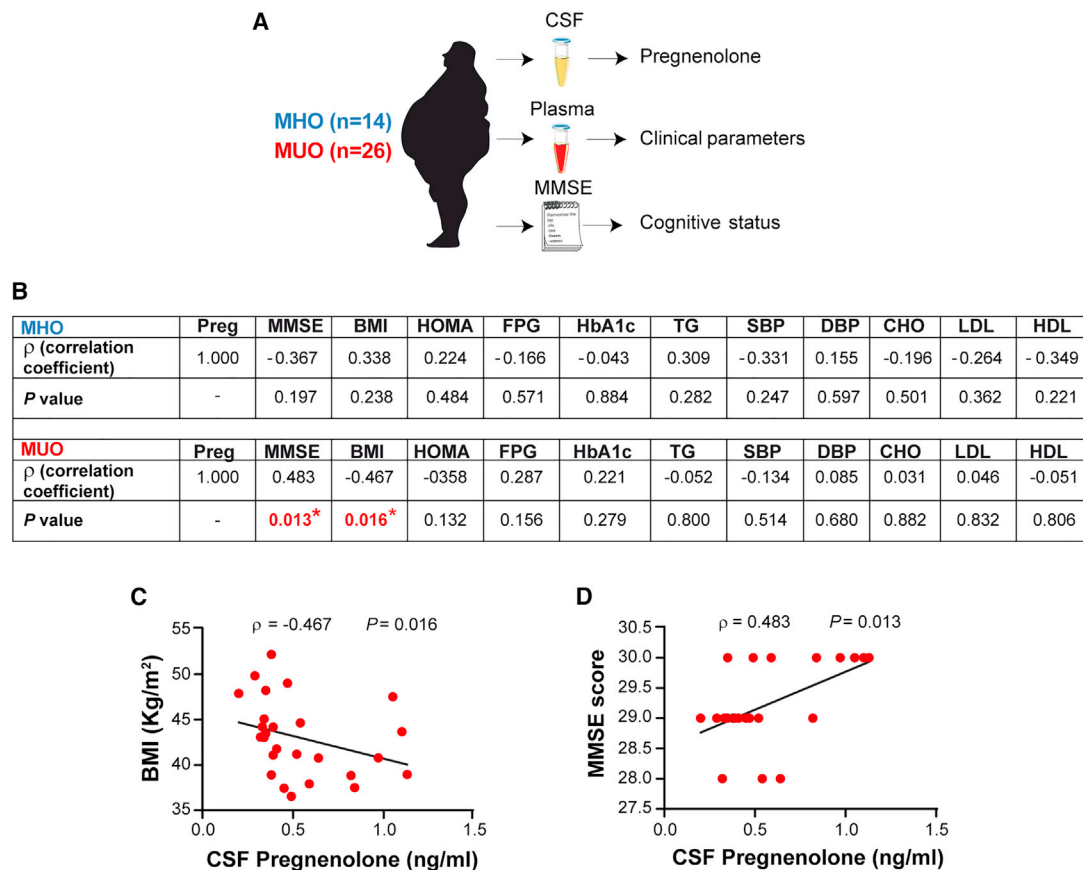 A
CSF
Pregnenolone
Plasma
MHO (n=14)
MUO (n=26)
Clinical parameters
MMSE
Cognitive status
B
MHO Preg MMSE BMI HOMA FPG HbA1c TG SBP DBP CHO LDL HDL
ρ (correlation coefficient) 1.000 -0.367 0.338 0.224 -0.166 -0.043 0.309 -0.331 0.155 -0.196 -0.264 -0.349
P value - 0.197 0.238 0.484 0.571 0.884 0.282 0.247 0.597 0.501 0.362 0.221
MUO Preg MMSE BMI HOMA FPG HbA1c TG SBP DBP CHO LDL HDL
ρ (correlation coefficient) 1.000 0.483 -0.467 -0358 0.287 0.221 -0.052 -0.134 0.085 0.031 0.046 -0.051
P value - 0.013* 0.016* 0.132 0.156 0.279 0.800 0.514 0.680 0.882 0.832 0.806
C
ρ = -0.467 P= 0.016
BMI (Kg/m²)
55
50
45
40
35
0.0 0.5 1.0 1.5
CSF Pregnenolone (ng/ml)
D
ρ = 0.483 P= 0.013
MMSE score
30.5
30.0
29.5
29.0
28.5
28.0
27.5
0.0 0.5 1.0 1.5
CSF Pregnenolone (ng/ml)